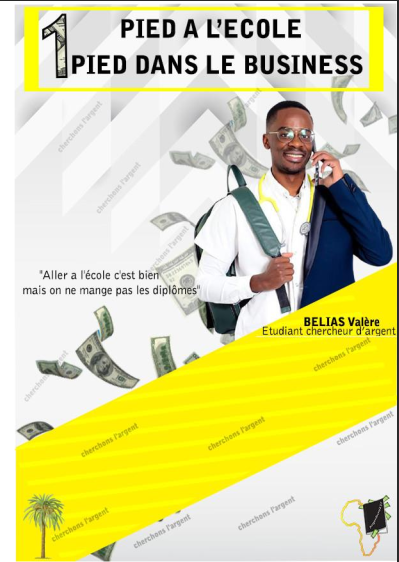 1 PIED A L'ECOLE
1 PIED DANS LE BUSINESS
cherchons l'argent
cherchons l'argent
cherchons l'argent
"Aller a l'école c'est bien
mais on ne mange pas les diplômes"
BELIAS Valère
Etudiant chercheur d'argent
cherchons l'argent
cherchons l'argent
cherchons l'argent
cherchons l'argent
cherchons l'argent
cherchons l'argent
cherchons l'argent
cherchons l'argent